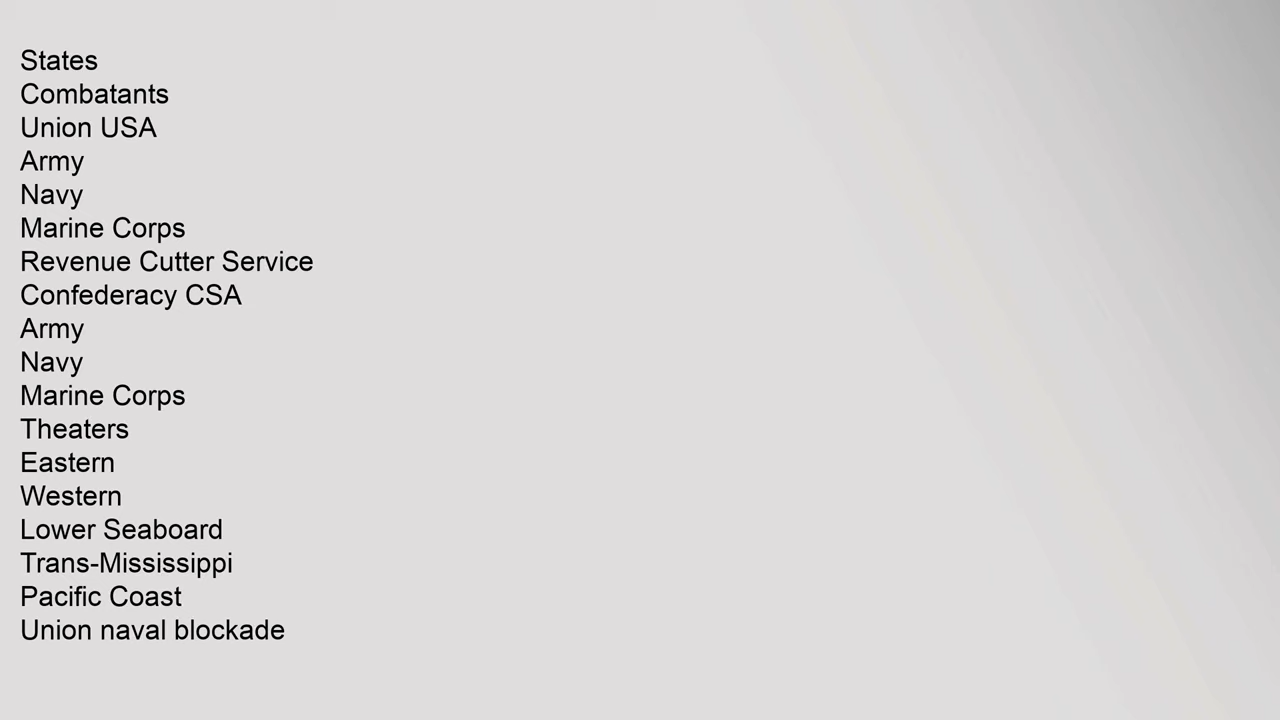 States
Combatants
Union USA
Army
Navy
Marine Corps
Revenue Cutter Service
Confederacy CSA
Army
Navy
Marine Corps
Theaters
Eastern
Western
Lower Seaboard
Trans-Mississippi
Pacific Coast
Union naval blockade